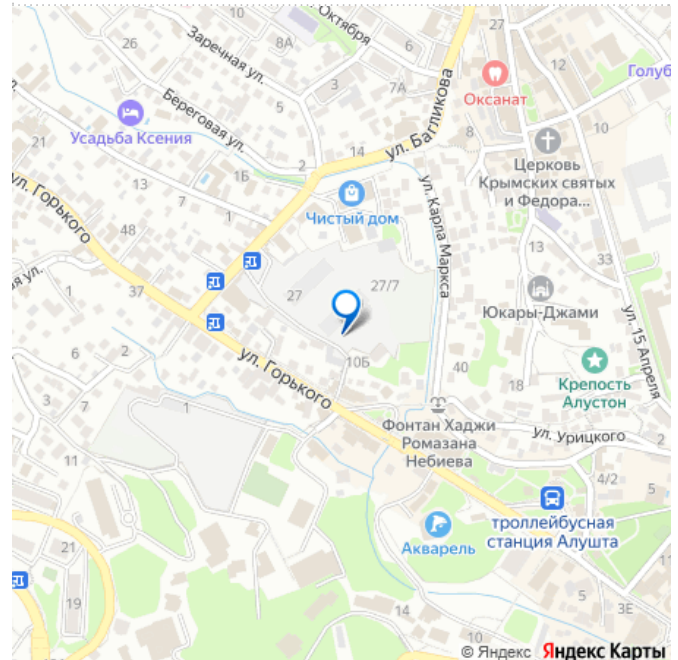 Октября
26
8А
6
27
Заречная ул.
12
3
7А
Оксанат
Голуб
5
Береговая ул.
Усадьба Ксения
14
ул. Багликова
10
21
2
1Б
Церковь
Крымских святых
и Федора...
13
7
Чистый дом
ул. Карла Маркса
ул. Горького
48
1
13
27/7
37
27
Юкары-Джами
ул. 15 Апреля
1
6
2
10Б
40
18
Крепость
Алустон
3
7
ул. Горького
1
Фонтан Хаджи
Ромазана
Небиева
ул. Урицкого
2
11
4/2
5
троллейбусная
станция Алушта
Акварель
21
19
14
5
3Е
10
© Яндекс Яндекс Карты